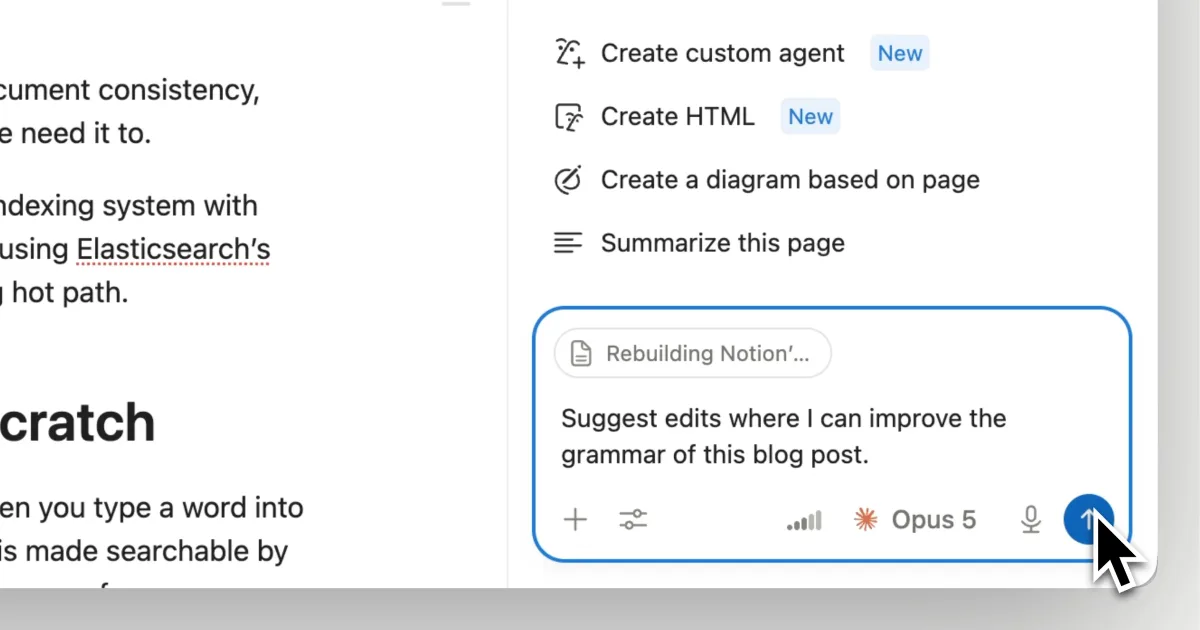 cument consistency,
e need it to.
ndexing system with
using Elasticsearch’s
hot path.
cratch
en you type a word into
is made searchable by
Create custom agent New
Create HTML New
Create a diagram based on page
Summarize this page
Rebuilding Notion’...
Suggest edits where I can improve the
grammar of this blog post.
Opus 5